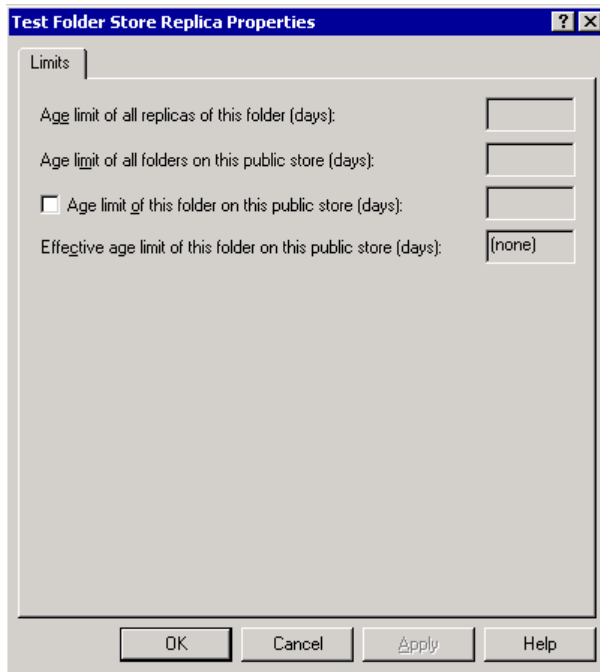 Test Folder Store Replica Properties
Limits
Age limit of all replicas of this folder (days):
Age limit of all folders on this public store (days):
Age limit of this folder on this public store (days):
Effective age limit of this folder on this public store (days): (none)
OK Cancel Apply Help